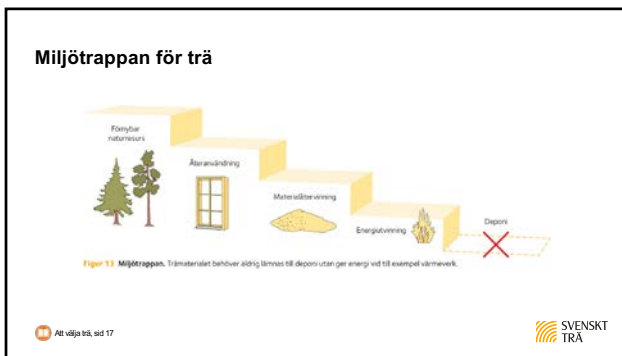 Miljötrappan för trä
Förnybar
naturresurs
Återanvändning
Materialåtervinning
Energiutvinning
Deponi
Figur 13 Miljötrappan. Trämaterialet behöver aldrig lämnas till deponi utan ger energi vid till exempel värmeverk.
Att välja trä, sid 17
SVENSKT
TRÄ